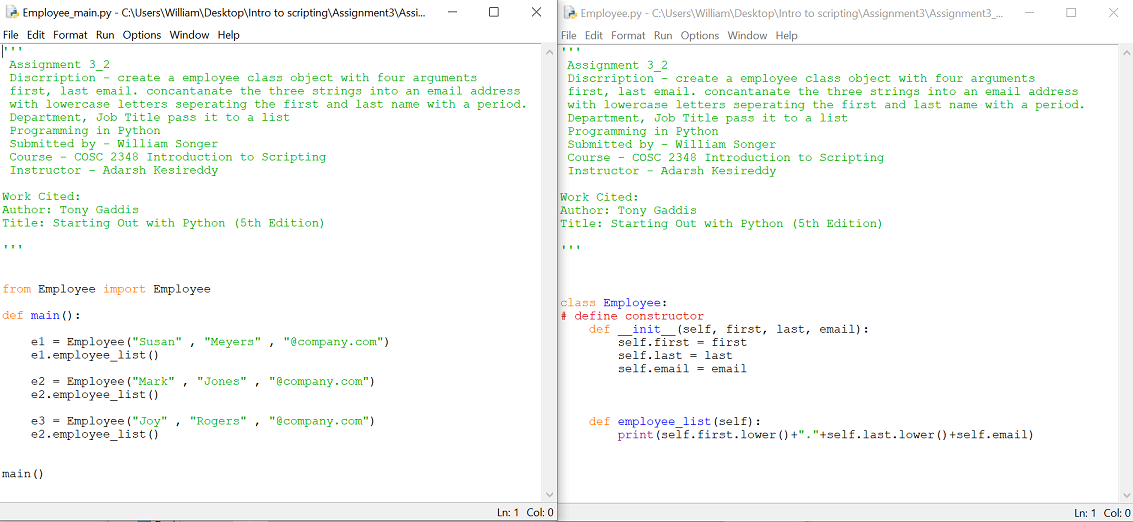 Employee_main.py - C:\Users\William\Desktop\Intro to scripting\Assignment3\Assi...
File Edit Format Run Options Window Help
'''
Assignment 3_2
Discrription - create a employee class object with four arguments
first, last email. concantanate the three strings into an email address
with lowercase letters seperating the first and last name with a period.
Department, Job Title pass it to a list
Programming in Python
Submitted by - William Songer
Course - COSC 2348 Introduction to Scripting
Instructor - Adarsh Kesireddy
Work Cited:
Author: Tony Gaddis
Title: Starting Out with Python (5th Edition)
'''
from Employee import Employee
def main():
e1 = Employee("Susan" , "Meyers" , "@company.com")
e1.employee_list()
e2 = Employee("Mark" , "Jones" , "@company.com")
e2.employee_list()
e3 = Employee("Joy" , "Rogers" , "@company.com")
e2.employee_list()
main()
Ln: 1 Col: 0
Employee.py - C:\Users\William\Desktop\Intro to scripting\Assignment3\Assignment3_...
File Edit Format Run Options Window Help
'''
Assignment 3_2
Discrription - create a employee class object with four arguments
first, last email. concantanate the three strings into an email address
with lowercase letters seperating the first and last name with a period.
Department, Job Title pass it to a list
Programming in Python
Submitted by - William Songer
Course - COSC 2348 Introduction to Scripting
Instructor - Adarsh Kesireddy
Work Cited:
Author: Tony Gaddis
Title: Starting Out with Python (5th Edition)
'''
class Employee:
# define constructor
def __init__(self, first, last, email):
self.first = first
self.last = last
self.email = email
def employee_list(self):
print(self.first.lower()+"."+self.last.lower()+self.email)
Ln: 1 Col: 0